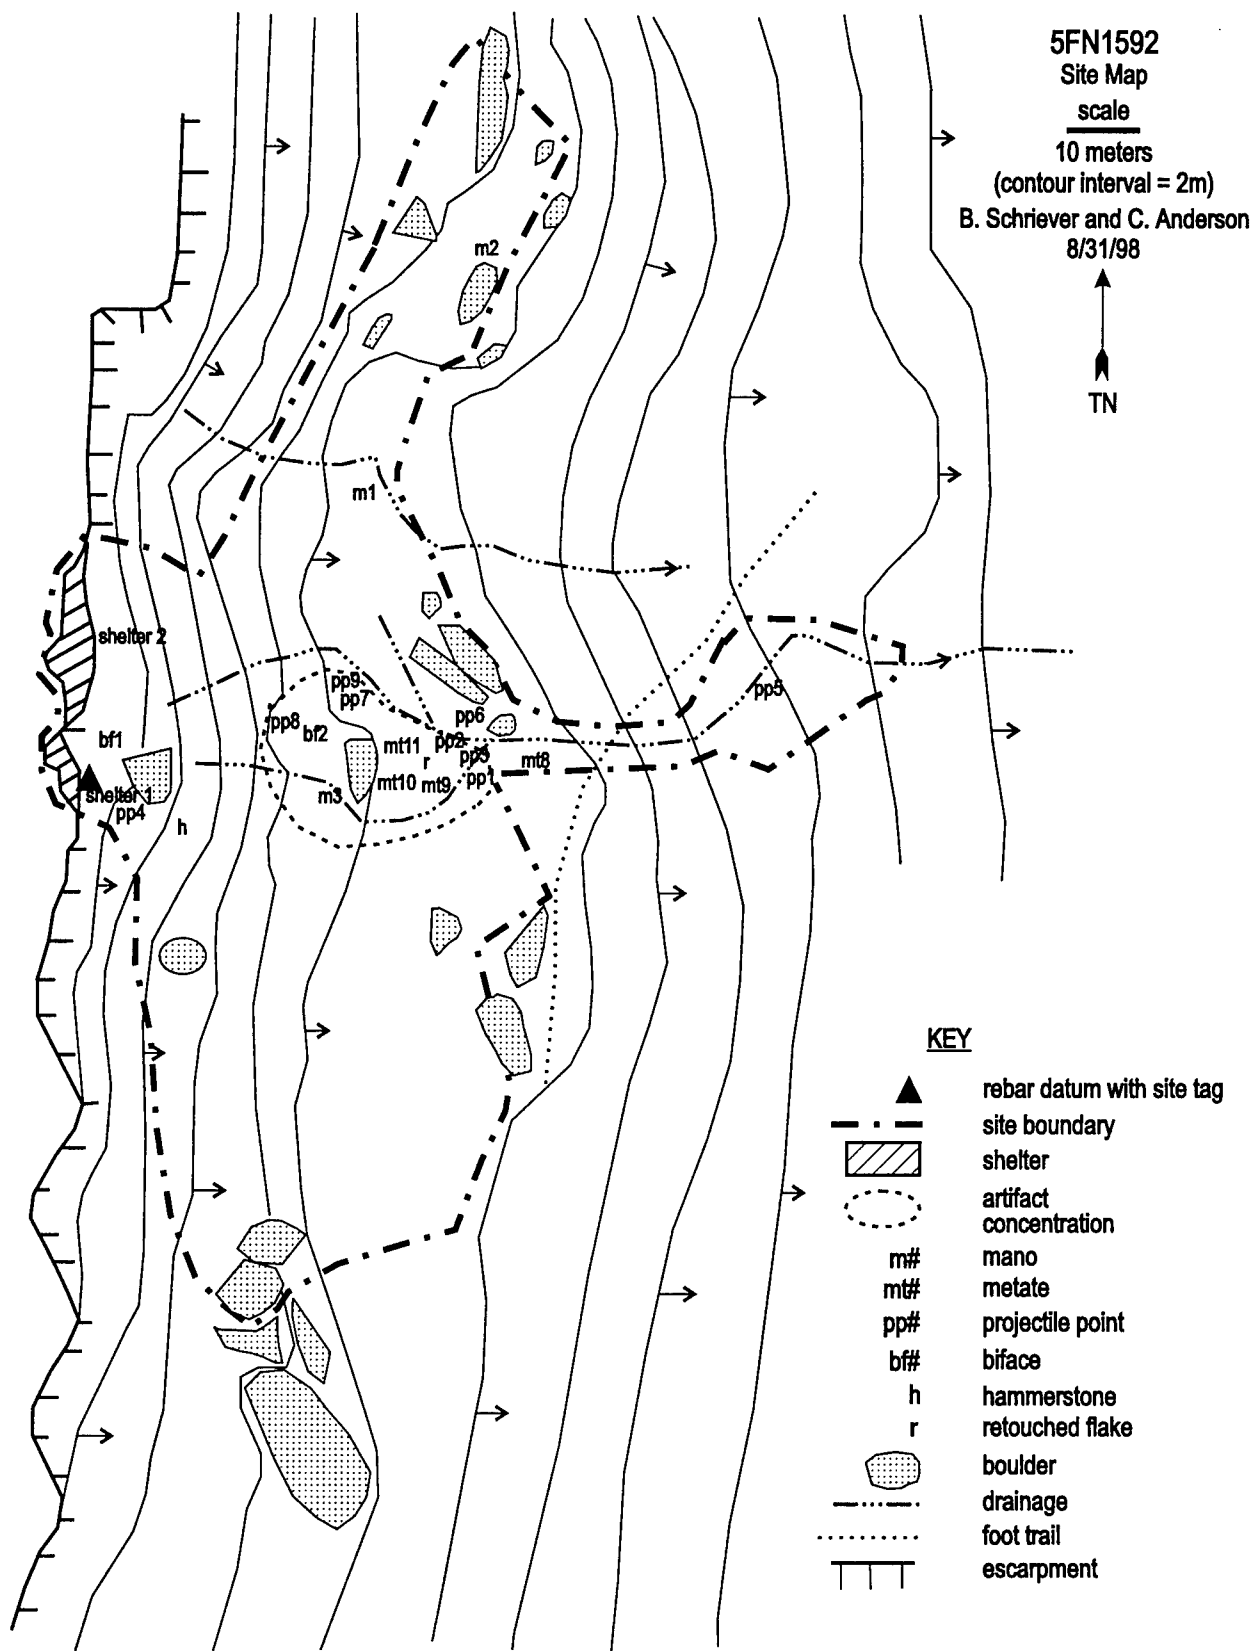 5FN1592
Site Map
scale
10 meters
(contour interval = 2m)
B. Schriever and C. Anderson
8/31/98
TN
m2
m1
shelter 2
pp9
pp7
pp8
bf2
pp6
pp5
bf1
mt11
pp2
r
pp3
mt8
mt10
mt9
pp1
shelter 1
m3
pp4
h
KEY
rebar datum with site tag
site boundary
shelter
artifact
concentration
m# mano
mt# metate
pp# projectile point
bf# biface
h hammerstone
r retouched flake
boulder
drainage
foot trail
escarpment